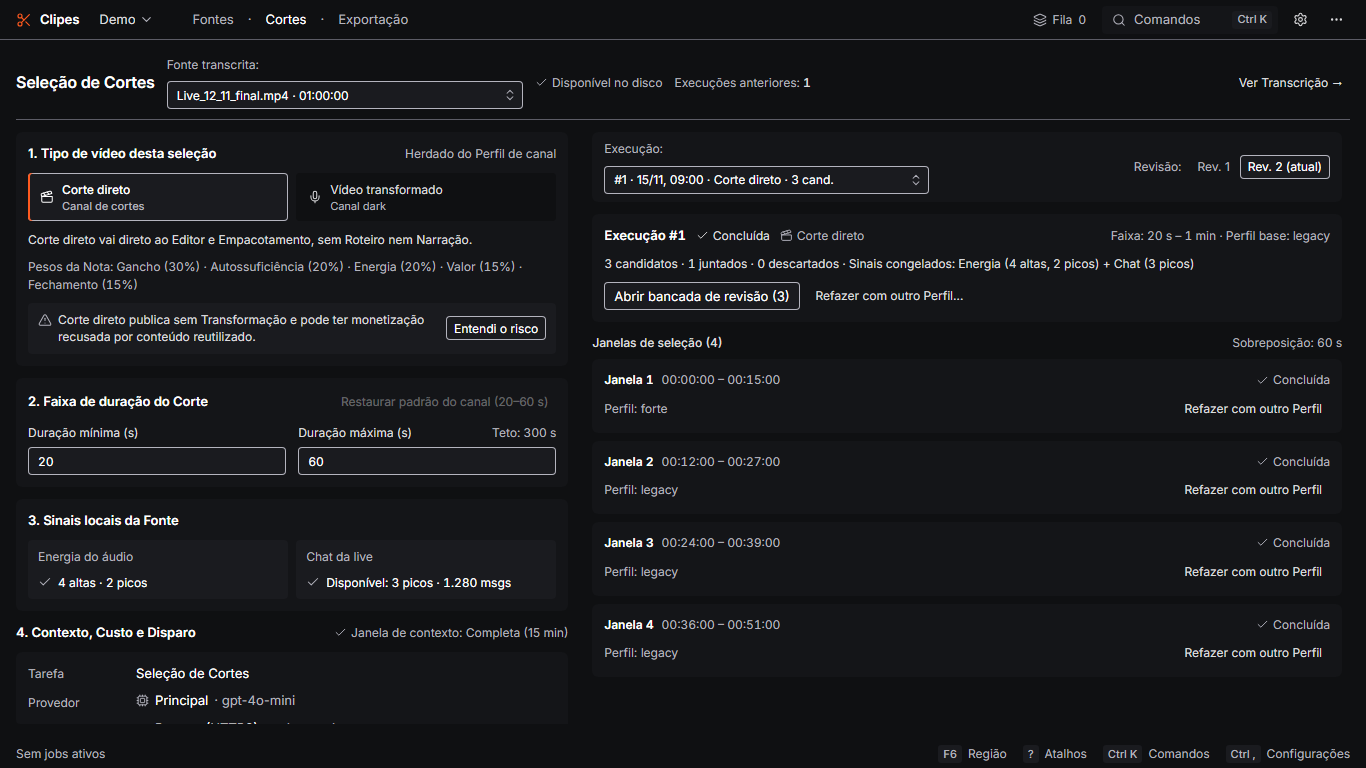 Clipes Demo Fontes · Cortes · Exportação Fila 0 Comandos Ctrl K
Seleção de Cortes
Fonte transcrita:
Live_12_11_final.mp4 · 01:00:00
Disponível no disco Execuções anteriores: 1
Ver Transcrição →
1. Tipo de vídeo desta seleção Herdado do Perfil de canal
Corte direto
Canal de cortes
Vídeo transformado
Canal dark
Corte direto vai direto ao Editor e Empacotamento, sem Roteiro nem Narração.
Pesos da Nota: Gancho (30%) · Autossuficiência (20%) · Energia (20%) · Valor (15%) ·
Fechamento (15%)
Corte direto publica sem Transformação e pode ter monetização
recusada por conteúdo reutilizado.
Entendi o risco
2. Faixa de duração do Corte Restaurar padrão do canal (20–60 s)
Duração mínima (s) Duração máxima (s) Teto: 300 s
20 60
3. Sinais locais da Fonte
Energia do áudio
4 altas · 2 picos
Chat da live
Disponível: 3 picos · 1.280 msgs
4. Contexto, Custo e Disparo Janela de contexto: Completa (15 min)
Tarefa Seleção de Cortes
Provedor Principal · gpt-4o-mini
Execução:
#1 · 15/11, 09:00 · Corte direto · 3 cand.
Revisão: Rev. 1 Rev. 2 (atual)
Execução #1 Concluída Corte direto Faixa: 20 s – 1 min · Perfil base: legacy
3 candidatos · 1 juntados · 0 descartados · Sinais congelados: Energia (4 altas, 2 picos) + Chat (3 picos)
Abrir bancada de revisão (3) Refazer com outro Perfil...
Janelas de seleção (4) Sobreposição: 60 s
Janela 1 00:00:00 – 00:15:00 Concluída
Perfil: forte Refazer com outro Perfil
Janela 2 00:12:00 – 00:27:00 Concluída
Perfil: legacy Refazer com outro Perfil
Janela 3 00:24:00 – 00:39:00 Concluída
Perfil: legacy Refazer com outro Perfil
Janela 4 00:36:00 – 00:51:00 Concluída
Perfil: legacy Refazer com outro Perfil
Sem jobs ativos F6 Região ? Atalhos Ctrl K Comandos Ctrl , Configurações